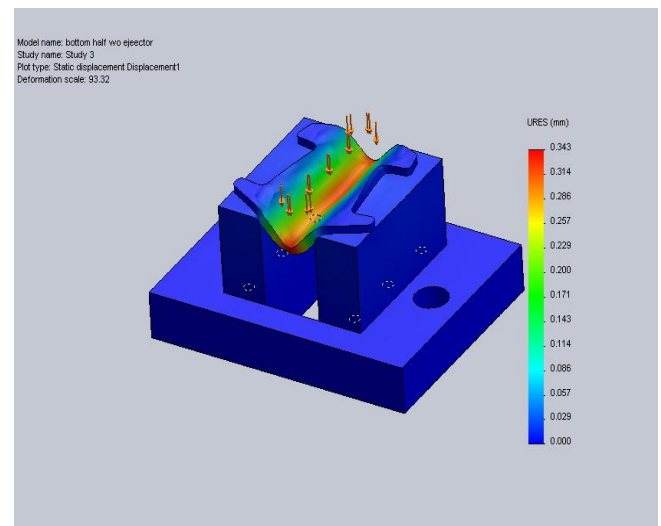 Model name: bottom half wo ejeector
Study name: Study 3
Plot type: Static displacement Displacement1
Deformation scale: 93.32
URES (mm)
0.343
0.314
0.286
0.257
0.229
0.200
0.171
0.143
0.114
0.086
0.057
0.029
0.000